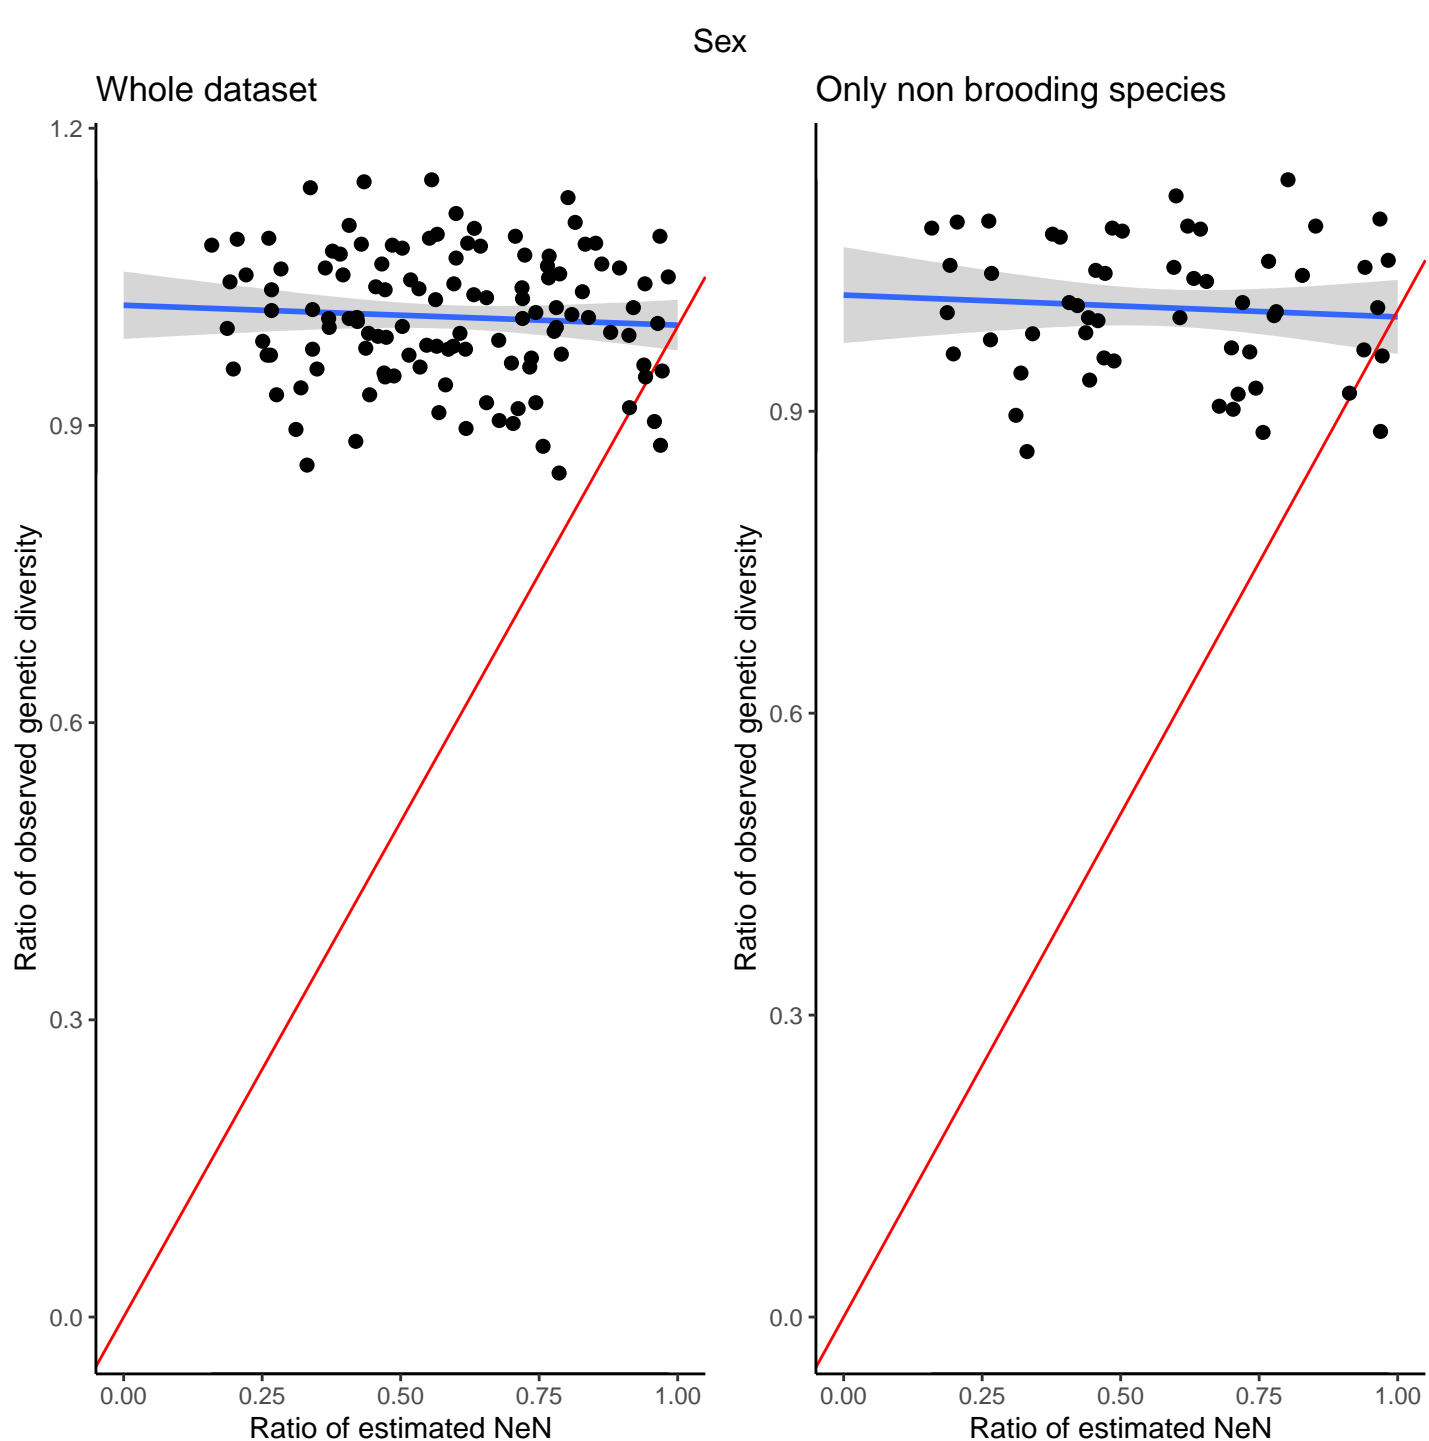 Sex
Whole dataset
1.2
0.9
0.6
0.3
0.0
Ratio of observed genetic diversity
0.00 0.25 0.50 0.75 1.00
Ratio of estimated NeN
Only non brooding species
0.9
0.6
0.3
0.0
Ratio of observed genetic diversity
0.00 0.25 0.50 0.75 1.00
Ratio of estimated NeN